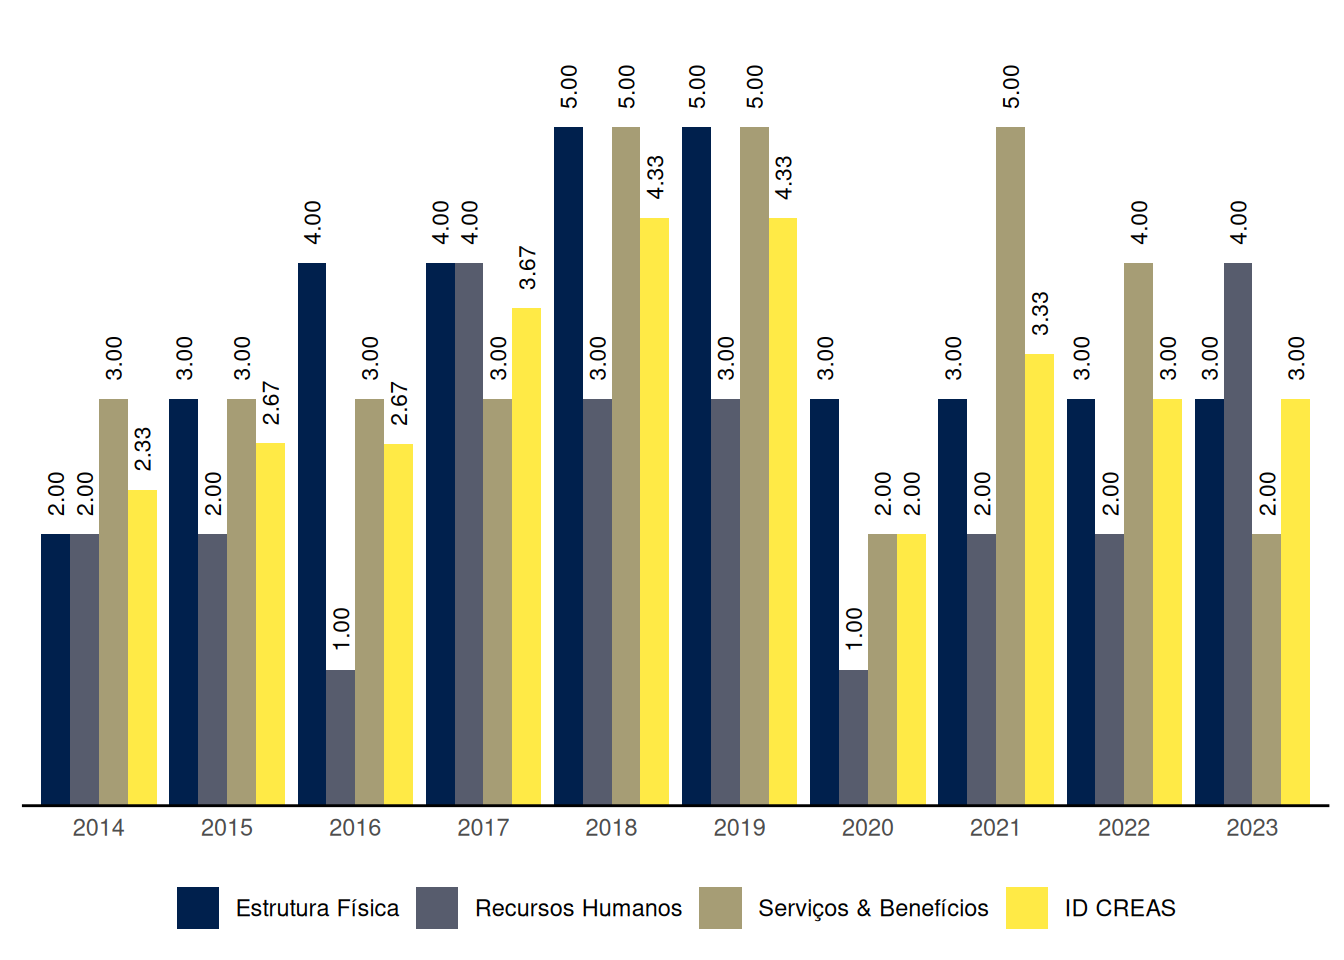 2.00 2.00 3.00 2.33
3.00 2.00 3.00 2.67
4.00 1.00 3.00 2.67
4.00 4.00 3.00 3.67
5.00 3.00 5.00 4.33
5.00 3.00 5.00 4.33
3.00 1.00 2.00 2.00
3.00 2.00 5.00 3.33
3.00 2.00 4.00 3.00
3.00 4.00 2.00 3.00
2014 2015 2016 2017 2018 2019 2020 2021 2022 2023
Estrutura Física Recursos Humanos Serviços & Benefícios ID CREAS